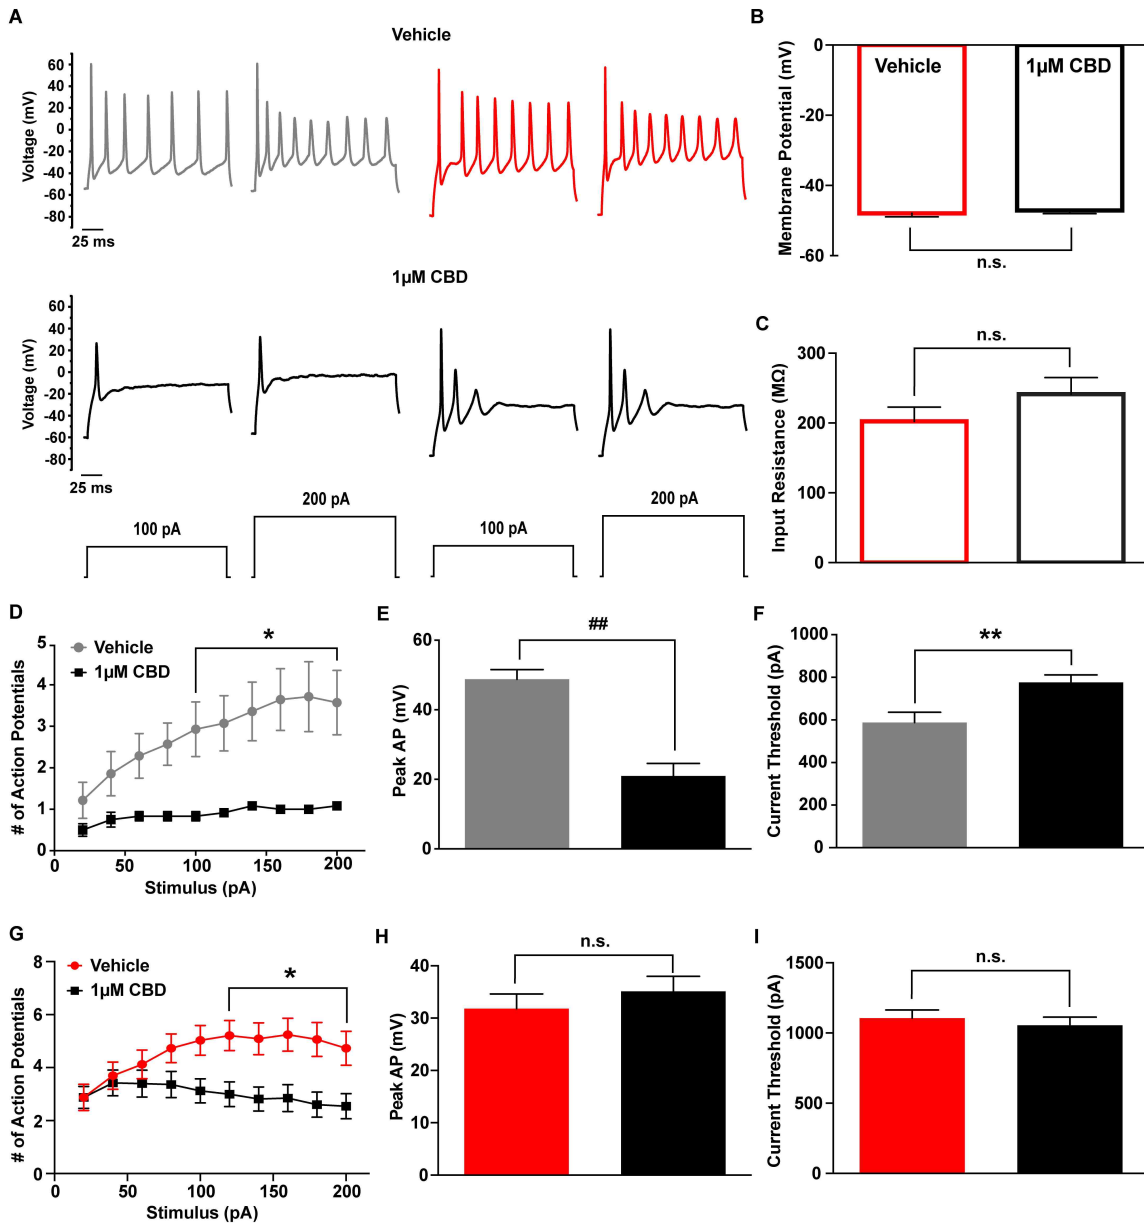 A
Vehicle
Voltage (mV)
60
40
20
0
-20
-40
-60
-80
25 ms
1μM CBD
Voltage (mV)
60
40
20
0
-20
-40
-60
-80
25 ms
100 pA
200 pA
100 pA
200 pA
B
Membrane Potential (mV)
0
-20
-40
-60
Vehicle
1μM CBD
n.s.
C
Input Resistance (MΩ)
300
200
100
0
n.s.
D
# of Action Potentials
5
4
3
2
1
0
Vehicle
1μM CBD
*
0 50 100 150 200
Stimulus (pA)
E
Peak AP (mV)
60
40
20
0
##
F
Current Threshold (pA)
1000
800
600
400
200
0
**
G
# of Action Potentials
8
6
4
2
0
Vehicle
1μM CBD
*
0 50 100 150 200
Stimulus (pA)
H
Peak AP (mV)
40
30
20
10
0
n.s.
I
Current Threshold (pA)
1500
1000
500
0
n.s.